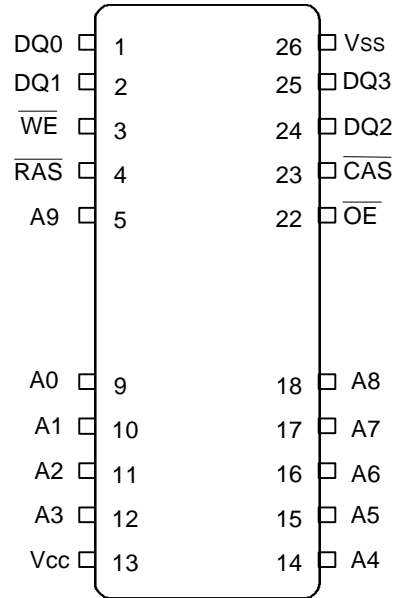 DQ0 1 26 Vss
DQ1 2 25 DQ3
WE 3 24 DQ2
RAS 4 23 CAS
A9 5 22 OE
A0 9 18 A8
A1 10 17 A7
A2 11 16 A6
A3 12 15 A5
Vcc 13 14 A4